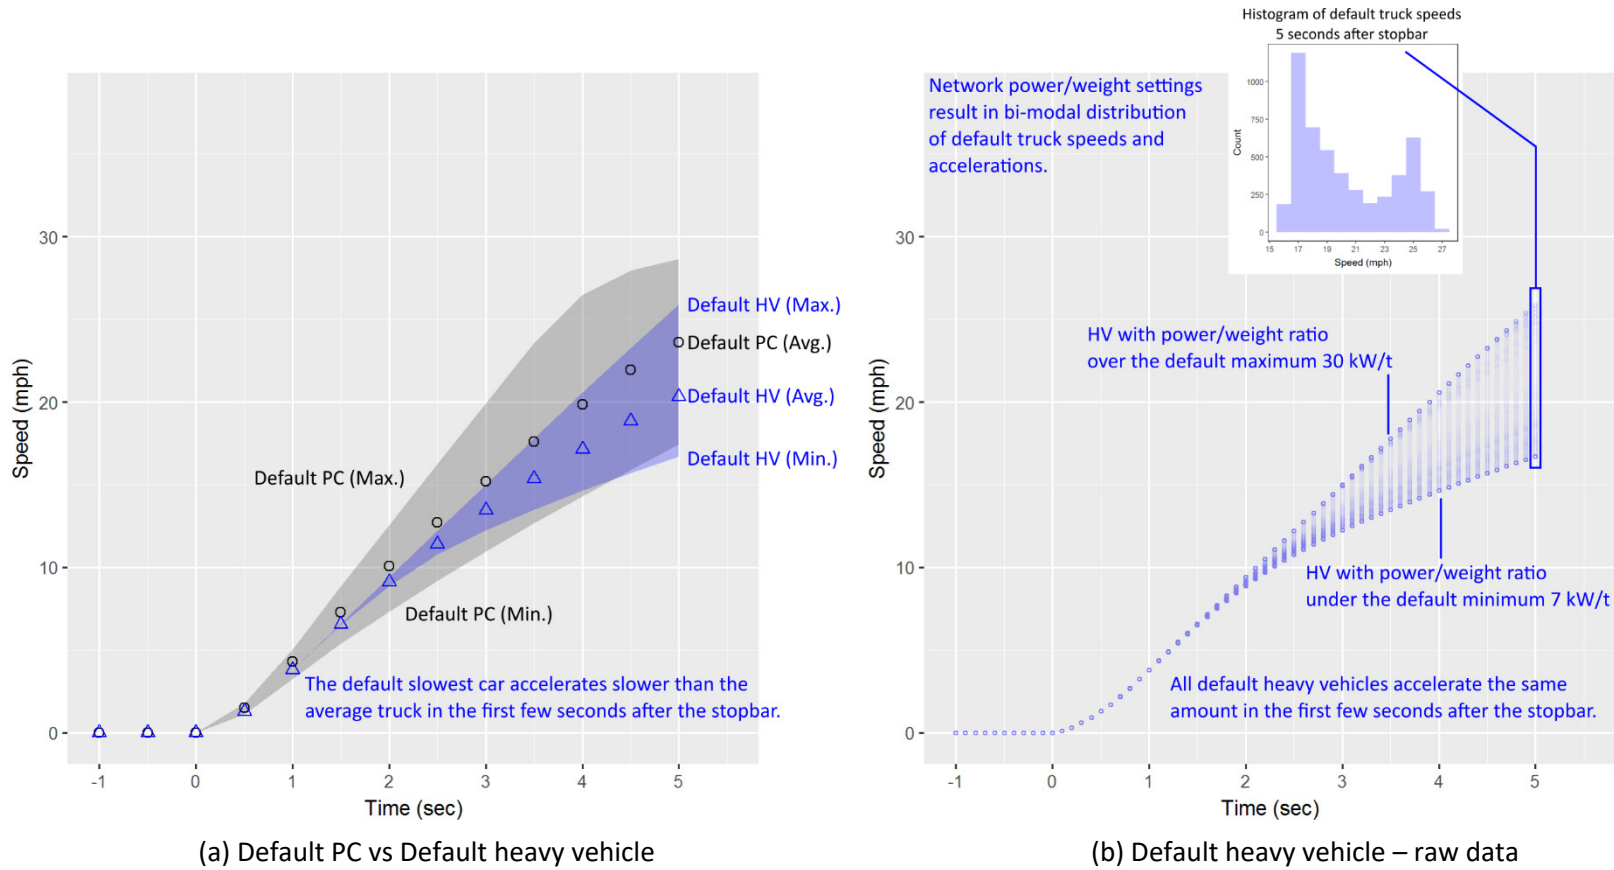 Histogram of default truck speeds
5 seconds after stopbar
Network power/weight settings
result in bi-modal distribution
of default truck speeds and
accelerations.
Count
1000
750
500
250
0
15
17
19
21
23
25
27
Speed (mph)
Speed (mph)
30
20
10
0
Default HV (Max.)
Default PC (Avg.)
Default HV (Avg.)
Default HV (Min.)
Default PC (Max.)
Default PC (Min.)
The default slowest car accelerates slower than the
average truck in the first few seconds after the stopbar.
-1
0
1
2
3
4
5
Time (sec)
(a) Default PC vs Default heavy vehicle
Speed (mph)
30
20
10
0
HV with power/weight ratio
over the default maximum 30 kW/t
HV with power/weight ratio
under the default minimum 7 kW/t
All default heavy vehicles accelerate the same
amount in the first few seconds after the stopbar.
-1
0
1
2
3
4
5
Time (sec)
(b) Default heavy vehicle – raw data